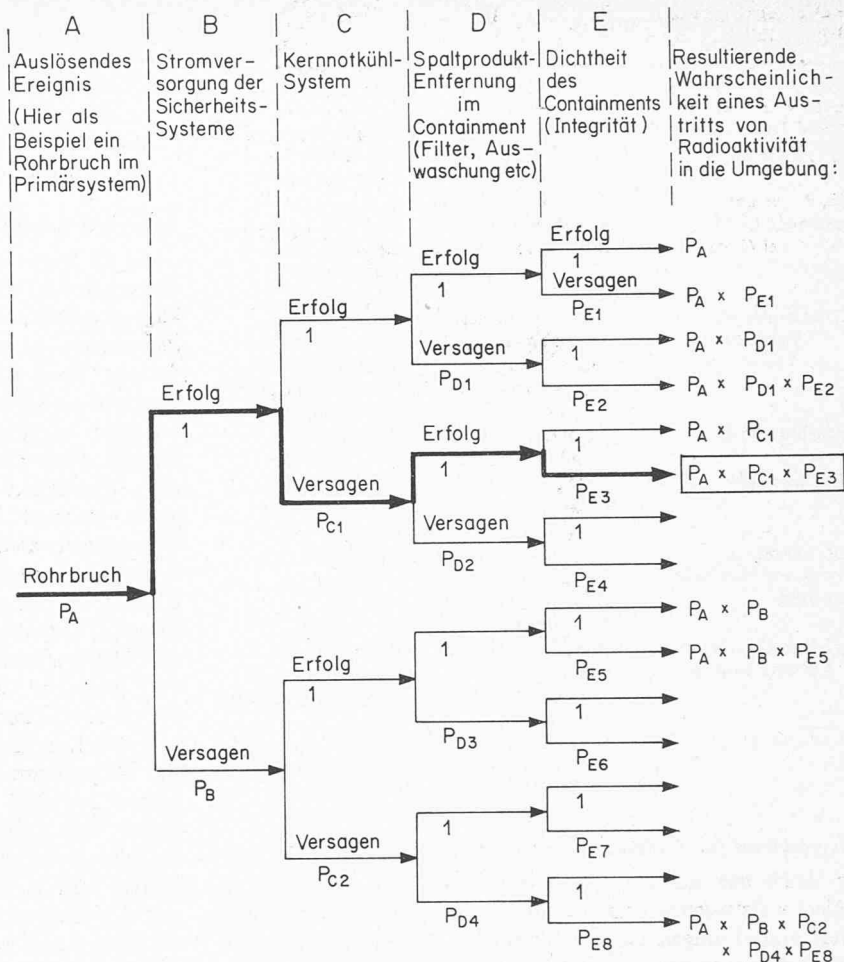 A
B
C
D
E
Auslösendes
Ereignis
(Hier als
Beispiel ein
Rohrbruch im
Primärsystem)
Stromver-
sorgung der
Sicherheits-
Systeme
Kernnotkühl-
System
Spaltprodukt-
Entfernung
im
Containment
(Filter, Aus-
waschung etc)
Dichtheit
des
Containments
(Integrität)
Resultierende
Wahrscheinlich-
keit eines Aus-
tritts von
Radioaktivität
in die Umgebung:
Rohrbruch
P_A
Erfolg
1
Versagen
P_B
Erfolg
1
Versagen
P_C1
Erfolg
1
Versagen
P_C2
Erfolg
1
Versagen
P_D1
Erfolg
1
Versagen
P_D2
1
P_D3
1
P_D4
Erfolg
1
Versagen
P_E1
1
P_E2
1
P_E3
1
P_E4
1
P_E5
1
P_E6
1
P_E7
1
P_E8
P_A
P_A x P_E1
P_A x P_D1
P_A x P_D1 x P_E2
P_A x P_C1
P_A x P_C1 x P_E3
P_A x P_B
P_A x P_B x P_E5
P_A x P_B x P_C2
x P_D4 x P_E8